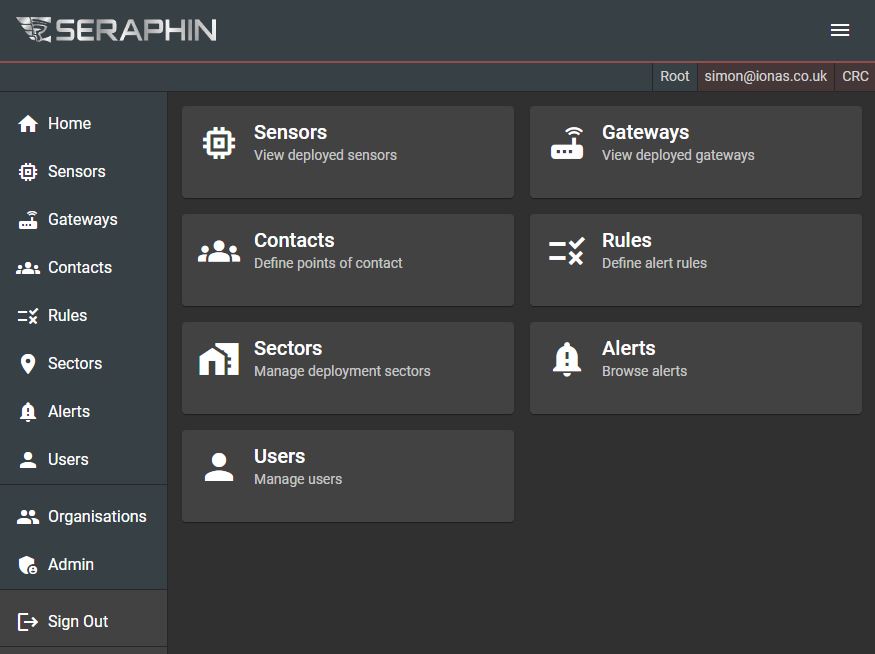 SERAPHIN
Root simon@ionas.co.uk CRC
Home
Sensors
Gateways
Contacts
Rules
Sectors
Alerts
Users
Organisations
Admin
Sign Out
Sensors
View deployed sensors
Gateways
View deployed gateways
Contacts
Define points of contact
Rules
Define alert rules
Sectors
Manage deployment sectors
Alerts
Browse alerts
Users
Manage users